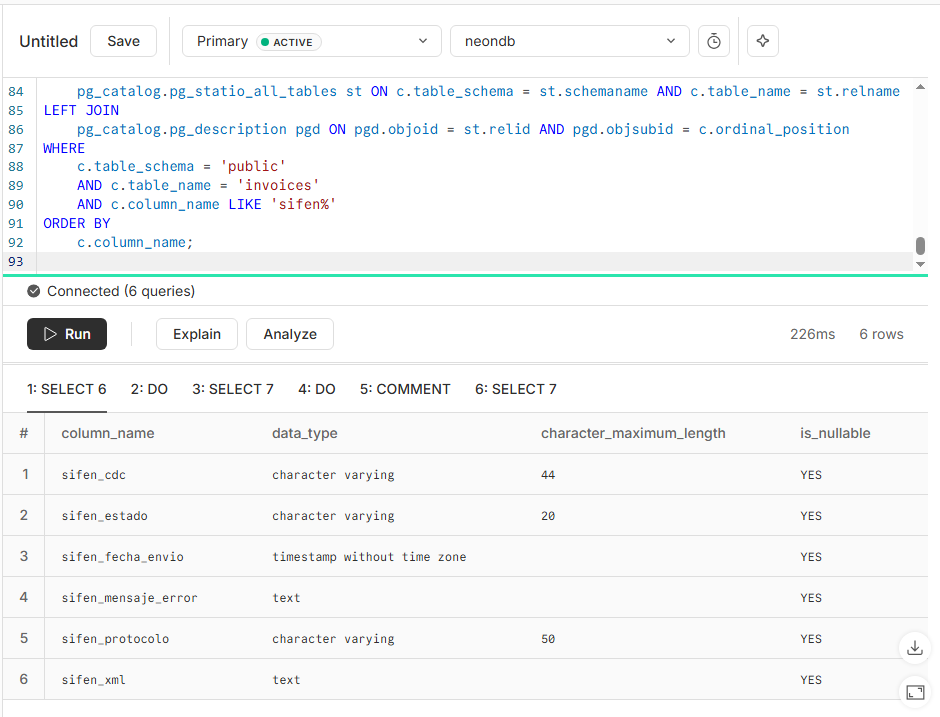 Untitled Save Primary ACTIVE neondb
84 pg_catalog.pg_statio_all_tables st ON c.table_schema = st.schemaname AND c.table_name = st.relname
85 LEFT JOIN
86 pg_catalog.pg_description pgd ON pgd.objoid = st.relid AND pgd.objsubid = c.ordinal_position
87 WHERE
88 c.table_schema = 'public'
89 AND c.table_name = 'invoices'
90 AND c.column_name LIKE 'sifen%'
91 ORDER BY
92 c.column_name;
93
Connected (6 queries)
Run Explain Analyze 226ms 6 rows
1: SELECT 6 2: DO 3: SELECT 7 4: DO 5: COMMENT 6: SELECT 7
# column_name data_type character_maximum_length is_nullable
1 sifen_cdc character varying 44 YES
2 sifen_estado character varying 20 YES
3 sifen_fecha_envio timestamp without time zone YES
4 sifen_mensaje_error text YES
5 sifen_protocolo character varying 50 YES
6 sifen_xml text YES